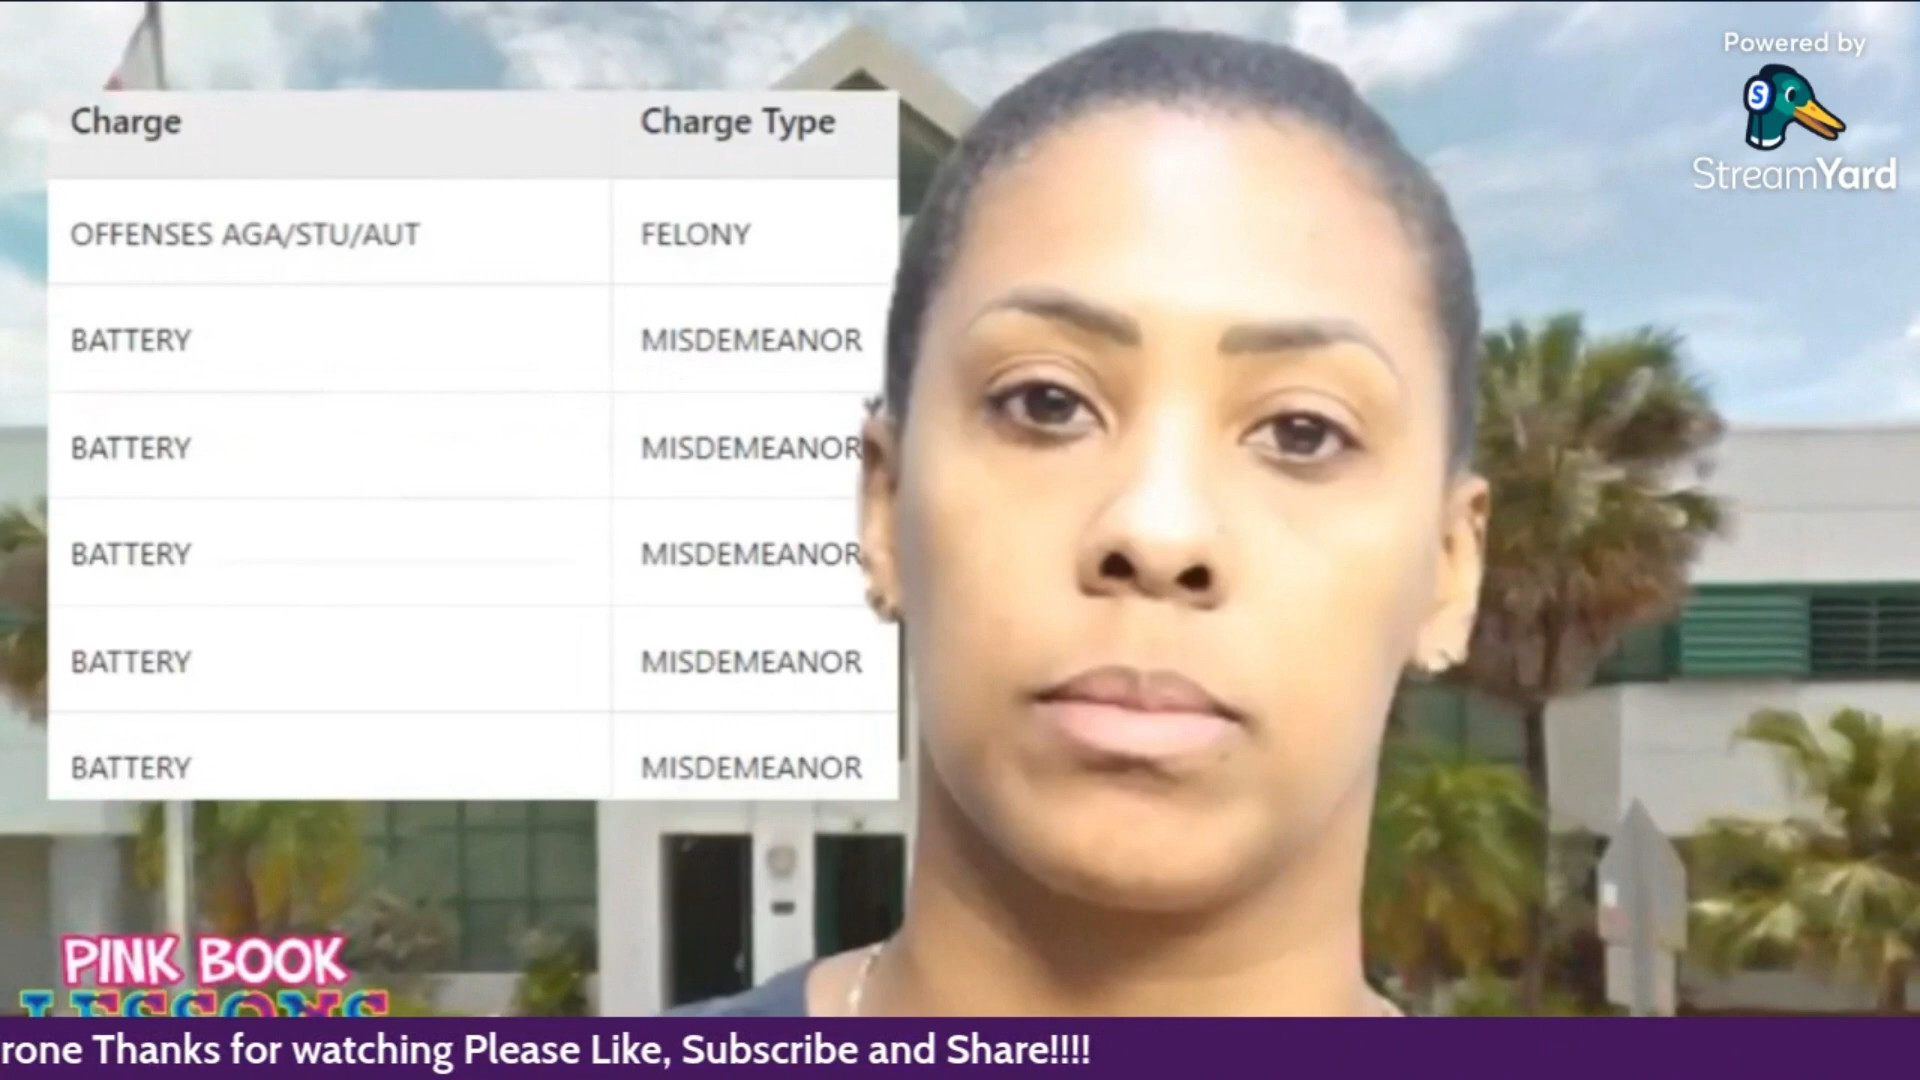 Powered by
StreamYard
Charge Charge Type
OFFENSES AGA/STU/AUT FELONY
BATTERY MISDEMEANOR
BATTERY MISDEMEANOR
BATTERY MISDEMEANOR
BATTERY MISDEMEANOR
BATTERY MISDEMEANOR
PINK BOOK
LESSONS
rone Thanks for watching Please Like, Subscribe and Share!!!!